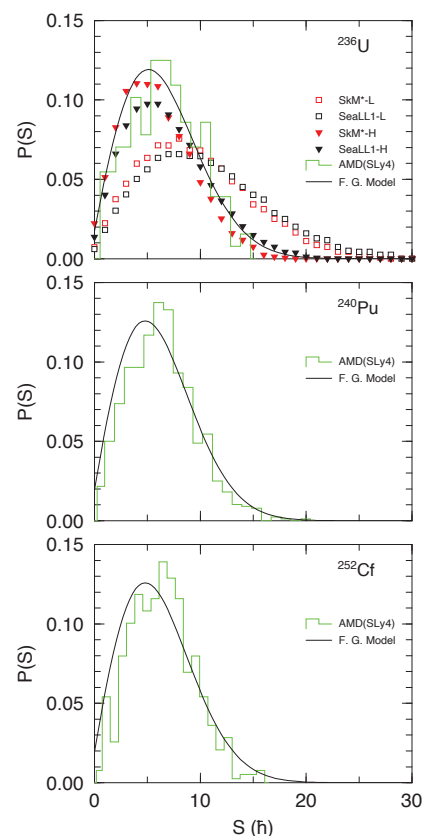 0.15
²³⁶U
SkM*-L
SeaLL1-L
SkM*-H
SeaLL1-H
AMD(SLy4)
F. G. Model
0.10
0.05
0.00
P(S)
0.15
²⁴⁰Pu
AMD(SLy4)
F. G. Model
0.10
0.05
0.00
P(S)
0.15
²⁵²Cf
AMD(SLy4)
F. G. Model
0.10
0.05
0.00
P(S)
0 10 20 30
S (ħ)